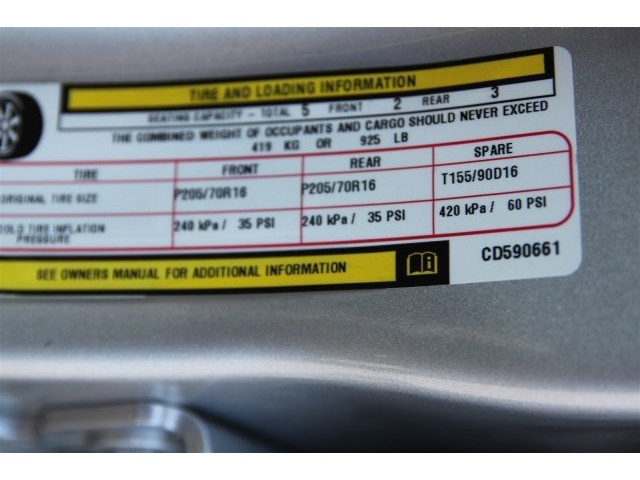 TIRE AND LOADING INFORMATION
SEATING CAPACITY - TOTAL 5 FRONT 2 REAR 3
THE COMBINED WEIGHT OF OCCUPANTS AND CARGO SHOULD NEVER EXCEED
419 KG OR 925 LB
TIRE FRONT REAR SPARE
ORIGINAL TIRE SIZE P205/70R16 P205/70R16 T155/90D16
COLD TIRE INFLATION PRESSURE 240 kPa / 35 PSI 240 kPa / 35 PSI 420 kPa / 60 PSI
SEE OWNERS MANUAL FOR ADDITIONAL INFORMATION
CD590661